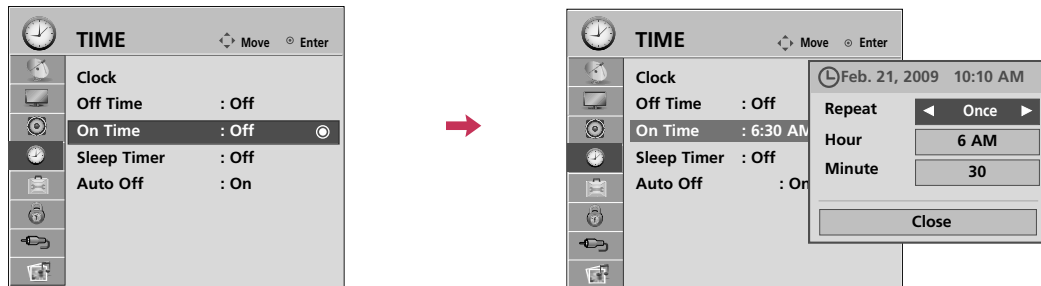 TIME Move Enter
Clock
Off Time : Off
On Time : Off
Sleep Timer : Off
Auto Off : On
TIME Move Enter
Clock
Off Time : Off
On Time : 6:30 AM
Sleep Timer : Off
Auto Off : On
Feb. 21, 2009 10:10 AM
Repeat ◀ Once ▶
Hour 6 AM
Minute 30
Close